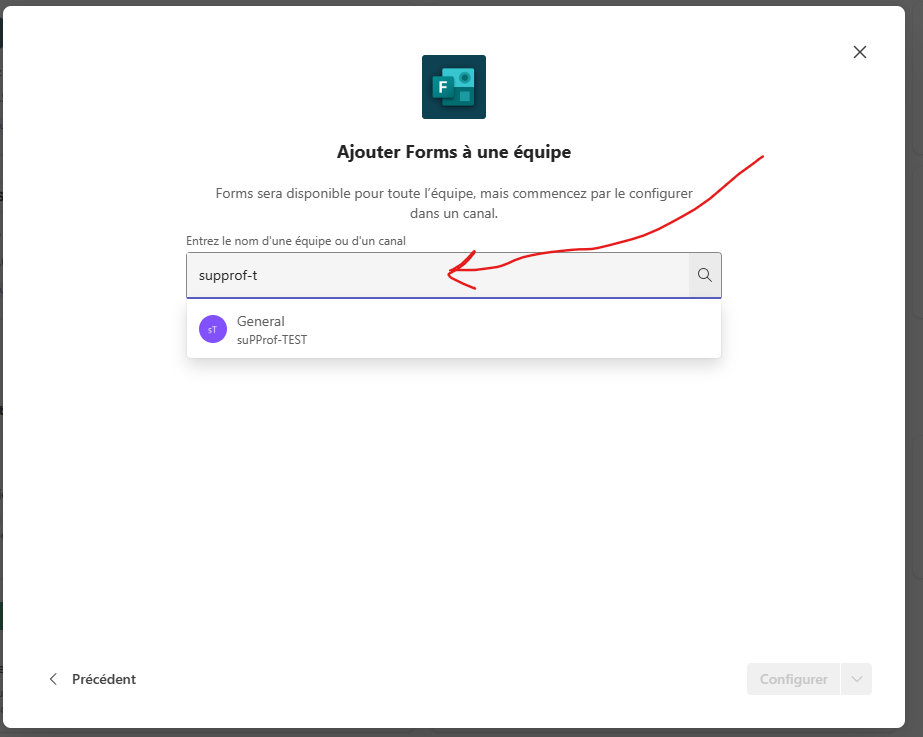 F
Ajouter Forms à une équipe
Forms sera disponible pour toute l'équipe, mais commencez par le configurer
dans un canal.
Entrez le nom d'une équipe ou d'un canal
supprof-t
sT
General
suPProf-TEST
Précédent
Configurer